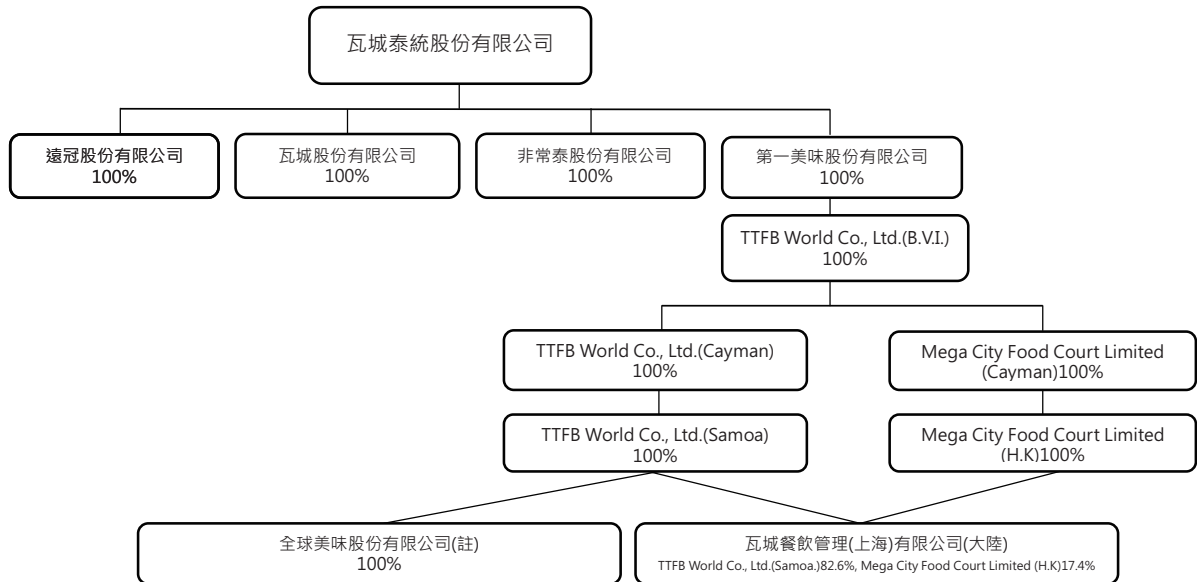 瓦城泰統股份有限公司
遠冠股份有限公司
100%
瓦城股份有限公司
100%
非常泰股份有限公司
100%
第一美味股份有限公司
100%
TTFB World Co., Ltd.(B.V.I.)
100%
TTFB World Co., Ltd.(Cayman)
100%
Mega City Food Court Limited
(Cayman)100%
TTFB World Co., Ltd.(Samoa)
100%
Mega City Food Court Limited
(H.K)100%
全球美味股份有限公司(註)
100%
瓦城餐飲管理(上海)有限公司(大陸)
TTFB World Co., Ltd.(Samoa.)82.6%, Mega City Food Court Limited (H.K)17.4%